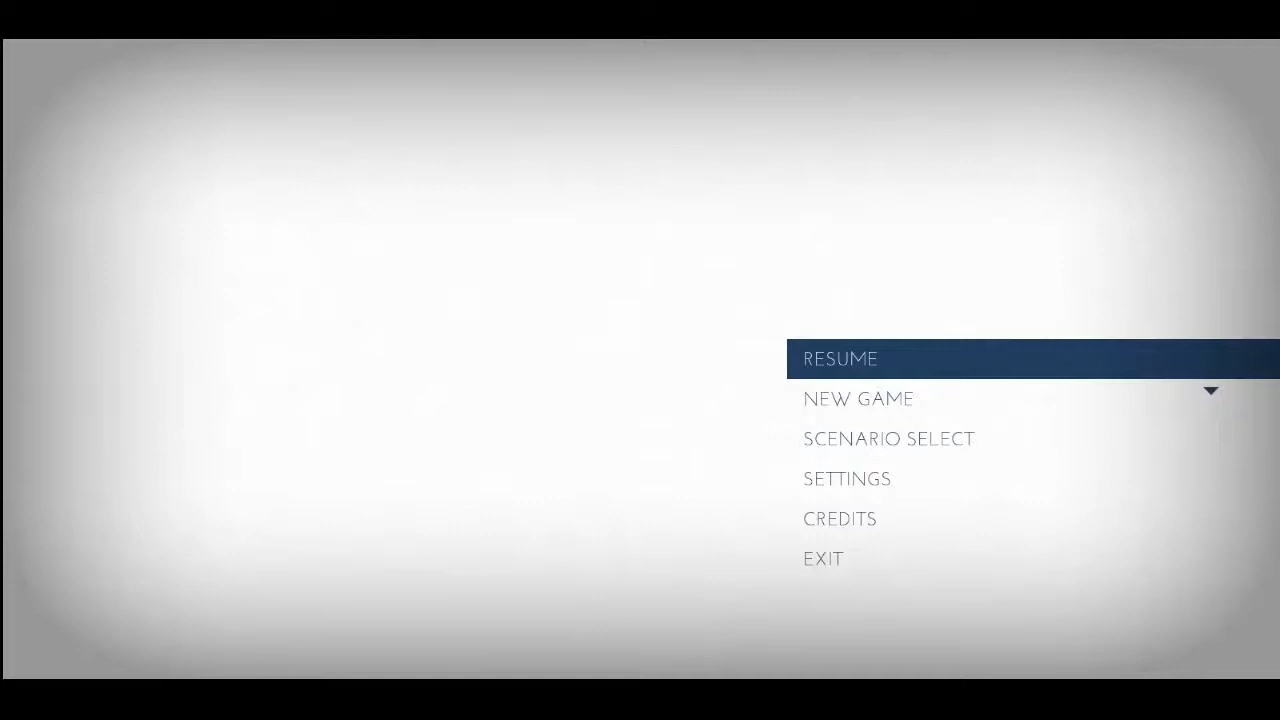 RESUME
NEW GAME
SCENARIO SELECT
SETTINGS
CREDITS
EXIT